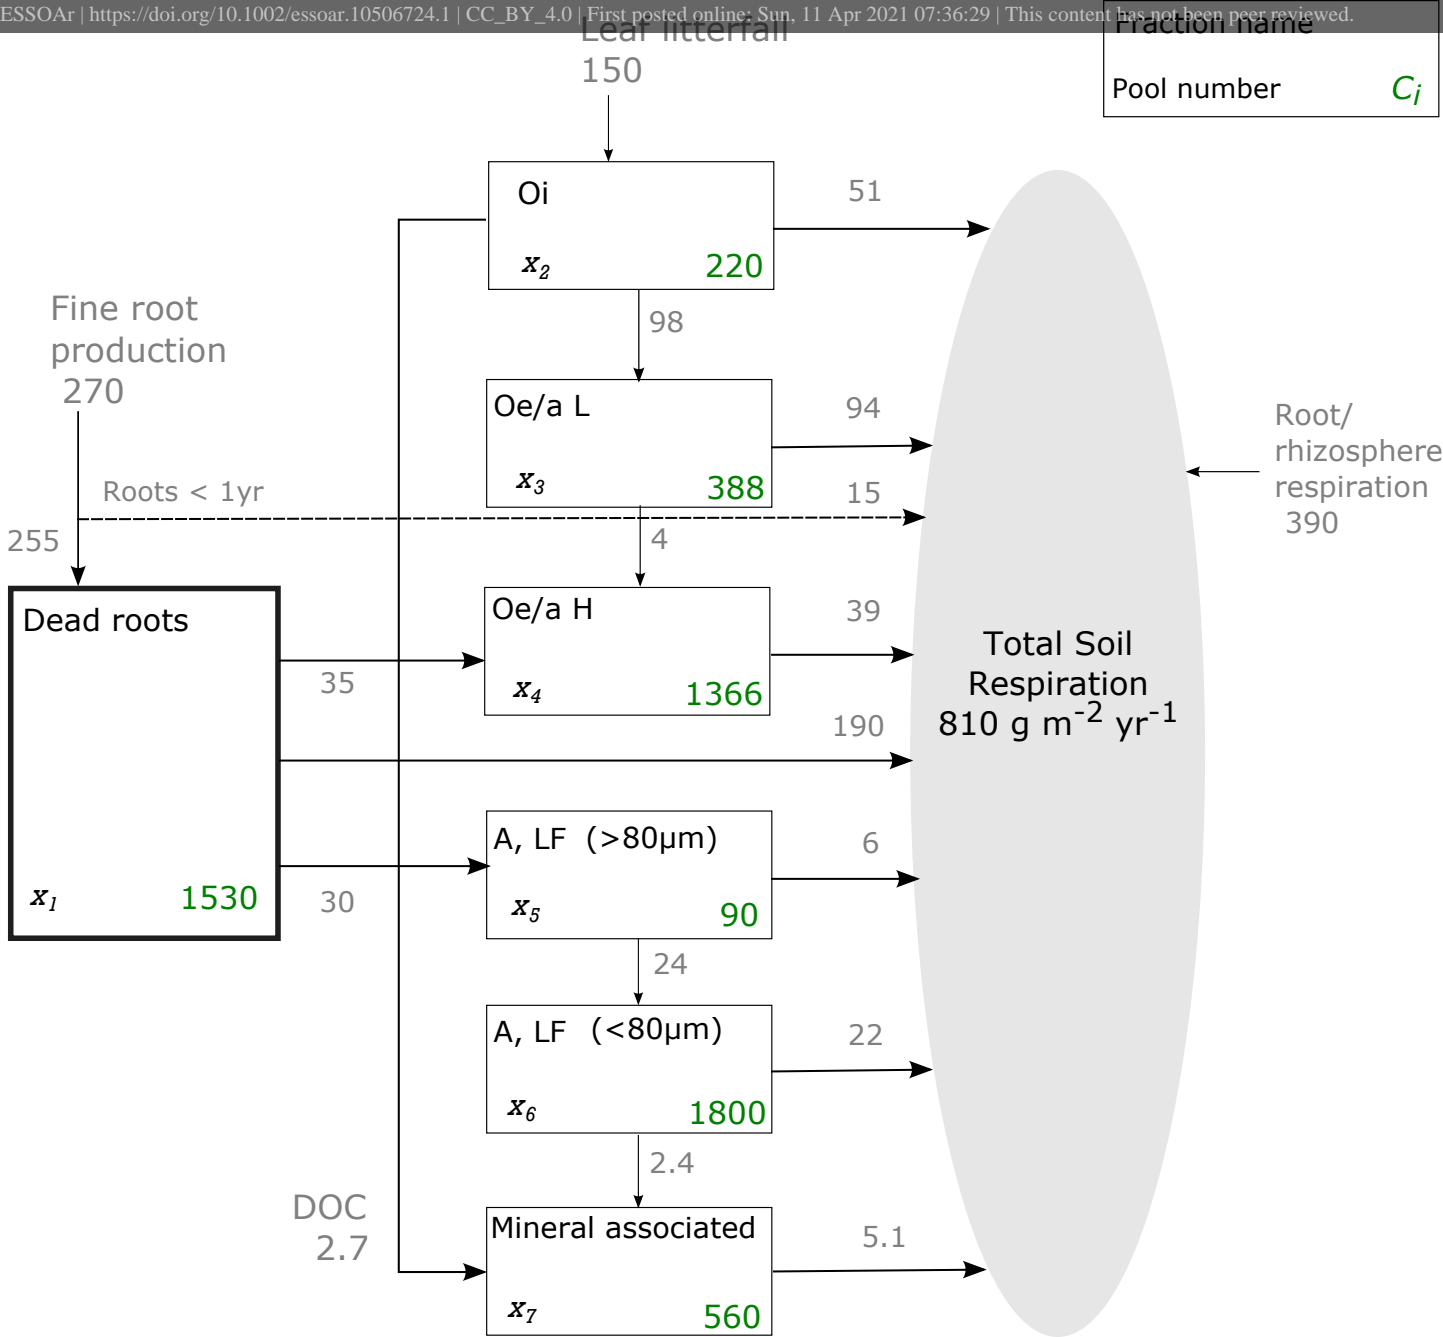 ESSOAr | https://doi.org/10.1002/essoar.10506724.1 | CC_BY_4.0 | First posted online: Sun, 11 Apr 2021 07:36:29 | This content has not been peer reviewed.
Fraction name
Pool number Ci
Leaf litterfall
150
Oi
x2 220
51
98
Fine root
production
270
Oe/a L
x3 388
94
Root/
rhizosphere
respiration
390
Roots < 1yr
15
255
4
Dead roots
x1 1530
Oe/a H
x4 1366
39
35
Total Soil
Respiration
810 g m-2 yr-1
190
A, LF (>80µm)
x5 90
6
30
24
A, LF (<80µm)
x6 1800
22
2.4
DOC
2.7
Mineral associated
x7 560
5.1